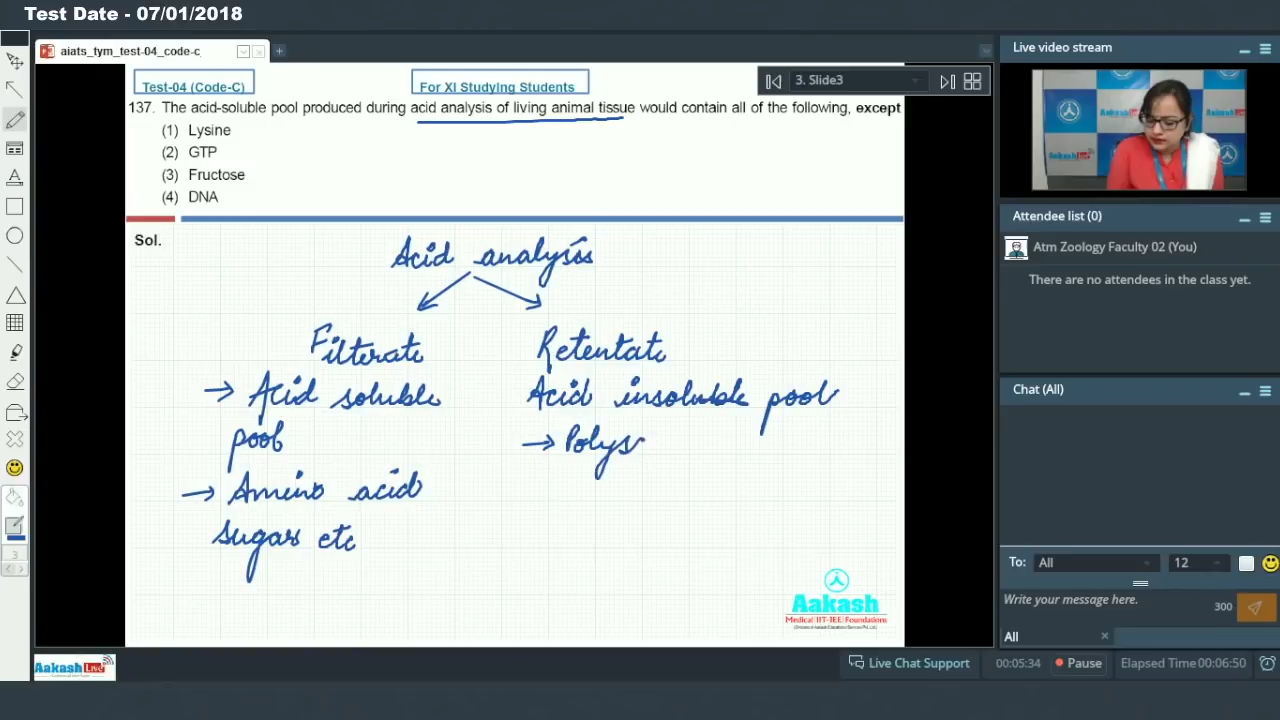 Test Date - 07/01/2018
aiats_tym_test-04_code-c
Live video stream
Test-04 (Code-C)
For XI Studying Students
3. Slide3
137. The acid-soluble pool produced during acid analysis of living animal tissue would contain all of the following, except
(1) Lysine
(2) GTP
(3) Fructose
(4) DNA
Sol.
Acid analysis
Filterate
Retentate
Acid soluble
Acid insoluble pool
pool
→ Polys
→ Amino acid
sugars etc
Aakash
Medical|IIT-JEE|Foundations
Attendee list (0)
Atm Zoology Faculty 02 (You)
There are no attendees in the class yet.
Chat (All)
To: All 12
Write your message here.
300
All
Aakash Live
Live Chat Support
00:05:34
Pause
Elapsed Time 00:06:50
3